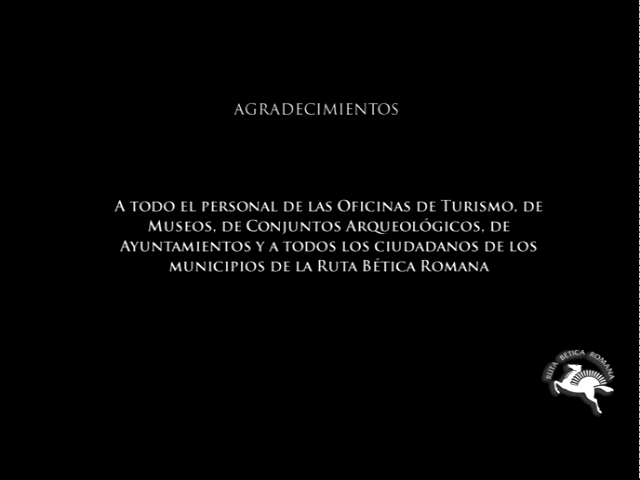 AGRADECIMIENTOS
A TODO EL PERSONAL DE LAS OFICINAS DE TURISMO, DE
MUSEOS, DE CONJUNTOS ARQUEOLÓGICOS, DE
AYUNTAMIENTOS Y A TODOS LOS CIUDADANOS DE LOS
MUNICIPIOS DE LA RUTA BÉTICA ROMANA
RUTA BÉTICA ROMANA